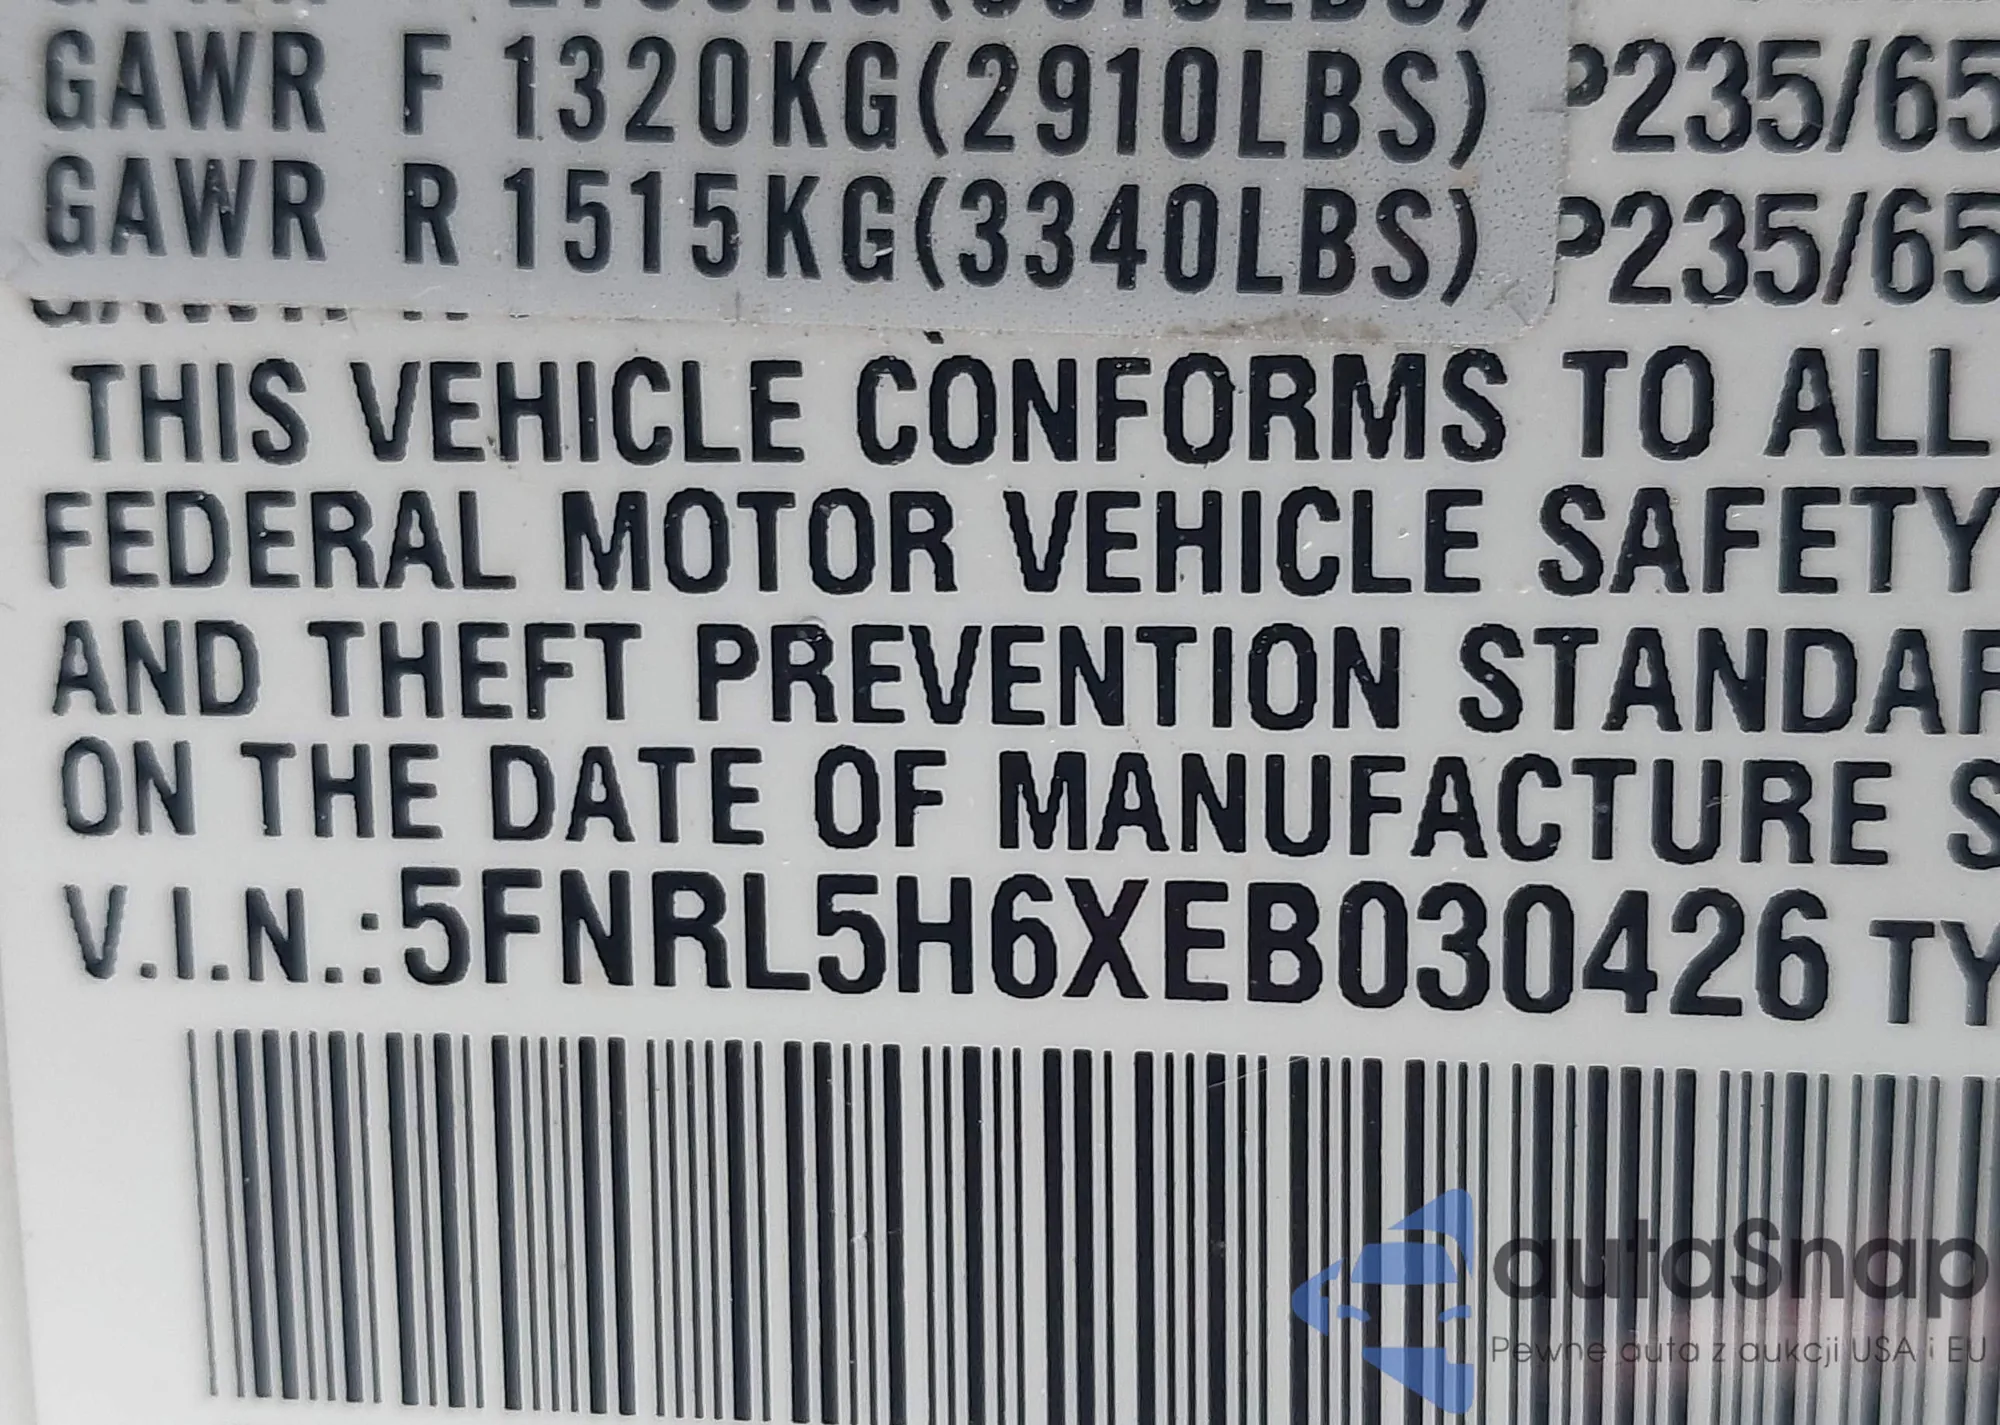 GAWR F 1320KG(2910LBS) P235/65
GAWR R 1515KG(3340LBS) P235/65
THIS VEHICLE CONFORMS TO ALL
FEDERAL MOTOR VEHICLE SAFETY
AND THEFT PREVENTION STANDAR
ON THE DATE OF MANUFACTURE S
V.I.N.:5FNRL5H6XEB030426 TY
autaSnap
Pewne auta z aukcji USA i EU